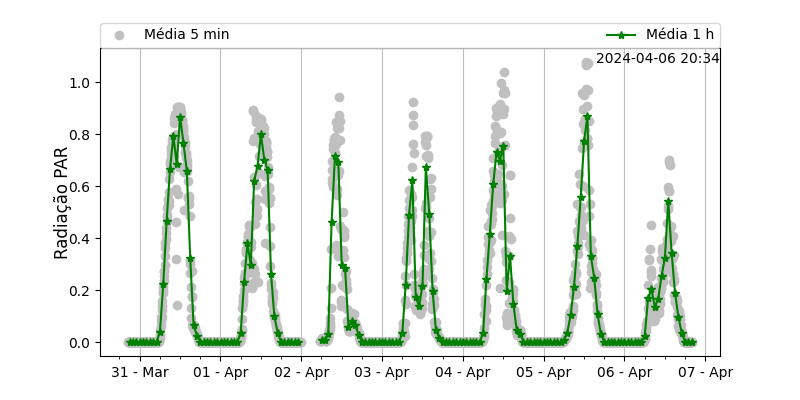 Média 5 min
Média 1 h
2024-04-06 20:34
Radiação PAR
1.0
0.8
0.6
0.4
0.2
0.0
31 - Mar
01 - Apr
02 - Apr
03 - Apr
04 - Apr
05 - Apr
06 - Apr
07 - Apr